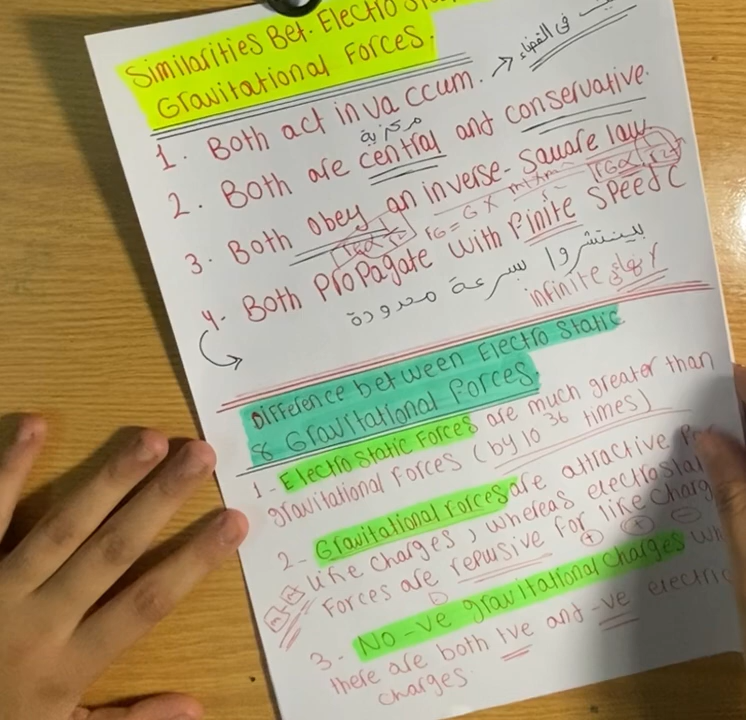 Similarities Bet. Electro
Gravitational Forces.
فى الفضاء
1. Both act in vaccum.
مركزية
2. Both are central and conservative.
3. Both obey an inverse-square law
4. Both Propagate with finite speed C
بينتشروا بسرعة محدودة
infinite
Difference between Electro Static
& Gravitational Forces.
1- Electro Static Forces are much greater than
gravitational forces (by 10^36 times)
2- Gravitational forces are attractive
like charges, whereas
Forces are repulsive for like
3- No -ve gravitational charges
there are both +ve and -ve electric
charges.